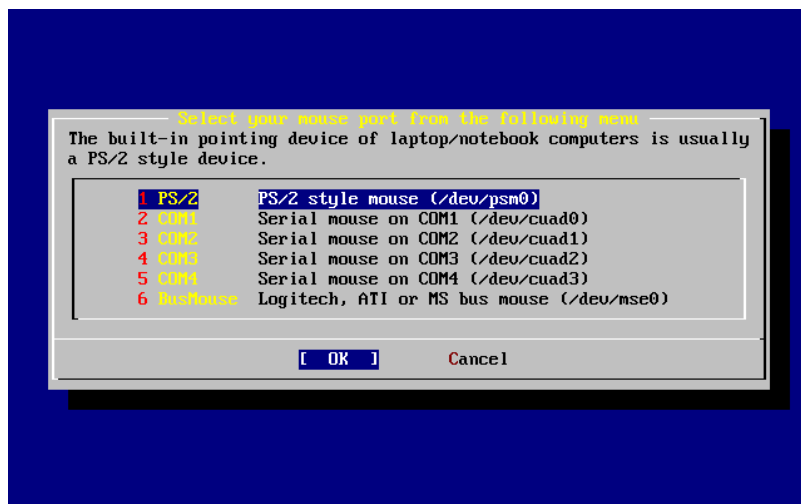 Select your mouse port from the following menu
The built-in pointing device of laptop/notebook computers is usually
a PS/2 style device.
1 PS/2 PS/2 style mouse (/dev/psm0)
2 COM1 Serial mouse on COM1 (/dev/cuad0)
3 COM2 Serial mouse on COM2 (/dev/cuad1)
4 COM3 Serial mouse on COM3 (/dev/cuad2)
5 COM4 Serial mouse on COM4 (/dev/cuad3)
6 BusMouse Logitech, ATI or MS bus mouse (/dev/mse0)
[ OK ] Cancel